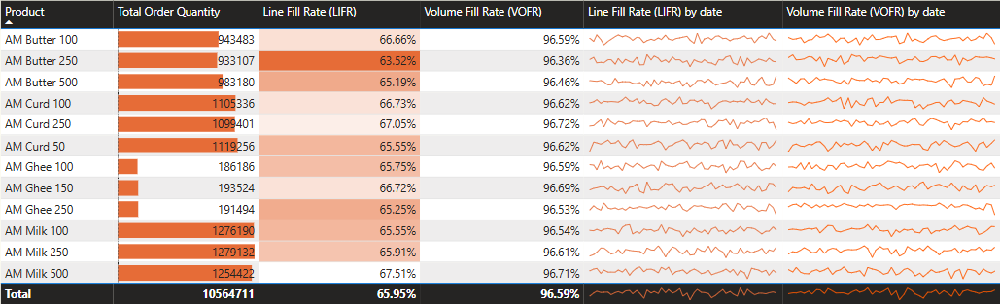 Product Total Order Quantity Line Fill Rate (LIFR) Volume Fill Rate (VOFR) Line Fill Rate (LIFR) by date Volume Fill Rate (VOFR) by date
AM Butter 100 943483 66.66% 96.59%
AM Butter 250 933107 63.52% 96.36%
AM Butter 500 983180 65.19% 96.46%
AM Curd 100 1105336 66.73% 96.62%
AM Curd 250 1099401 67.05% 96.72%
AM Curd 50 1119256 65.55% 96.62%
AM Ghee 100 186186 65.75% 96.59%
AM Ghee 150 193524 66.72% 96.69%
AM Ghee 250 191494 65.25% 96.53%
AM Milk 100 1276190 65.55% 96.54%
AM Milk 250 1279132 65.91% 96.61%
AM Milk 500 1254422 67.51% 96.71%
Total 10564711 65.95% 96.59%